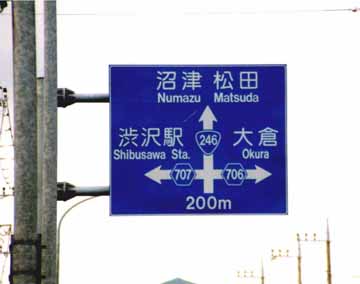 沼津 松田
Numazu Matsuda
渋沢駅 246 大倉
Shibusawa Sta. Okura
707 706
200m